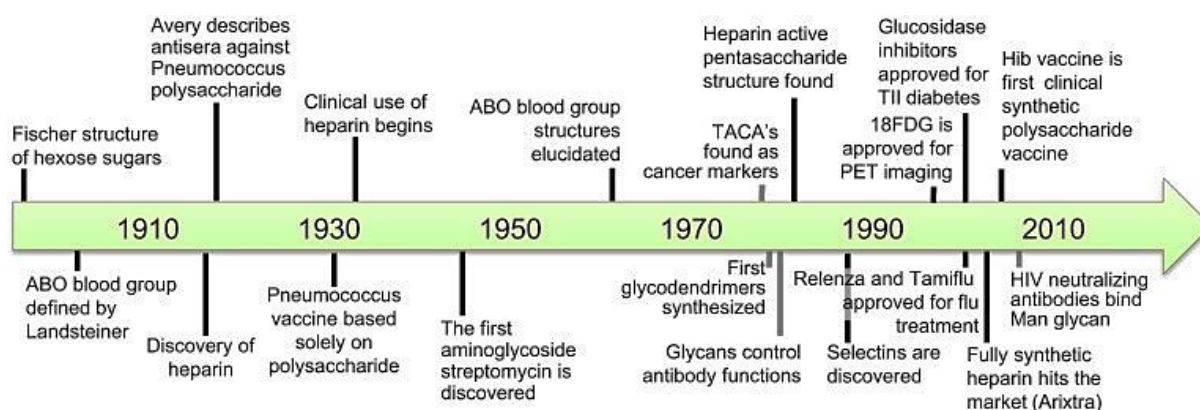 Fischer structure
of hexose sugars
Avery describes
antisera against
Pneumococcus
polysaccharide
Clinical use of
heparin begins
ABO blood group
structures
elucidated
TACA's
found as
cancer markers
Heparin active
pentasaccharide
structure found
Glucosidase
inhibitors
approved for
TII diabetes
18FDG is
approved for
PET imaging
Hib vaccine is
first clinical
synthetic
polysaccharide
vaccine
1910 1930 1950 1970 1990 2010
ABO blood group
defined by
Landsteiner
Discovery of
heparin
Pneumococcus
vaccine based
solely on
polysaccharide
The first
aminoglycoside
streptomycin is
discovered
First
glycodendrimers
synthesized
Glycans control
antibody functions
Relenza and Tamiflu
approved for flu
treatment
Selectins are
discovered
Fully synthetic
heparin hits the
market (Arixtra)
HIV neutralizing
antibodies bind
Man glycan